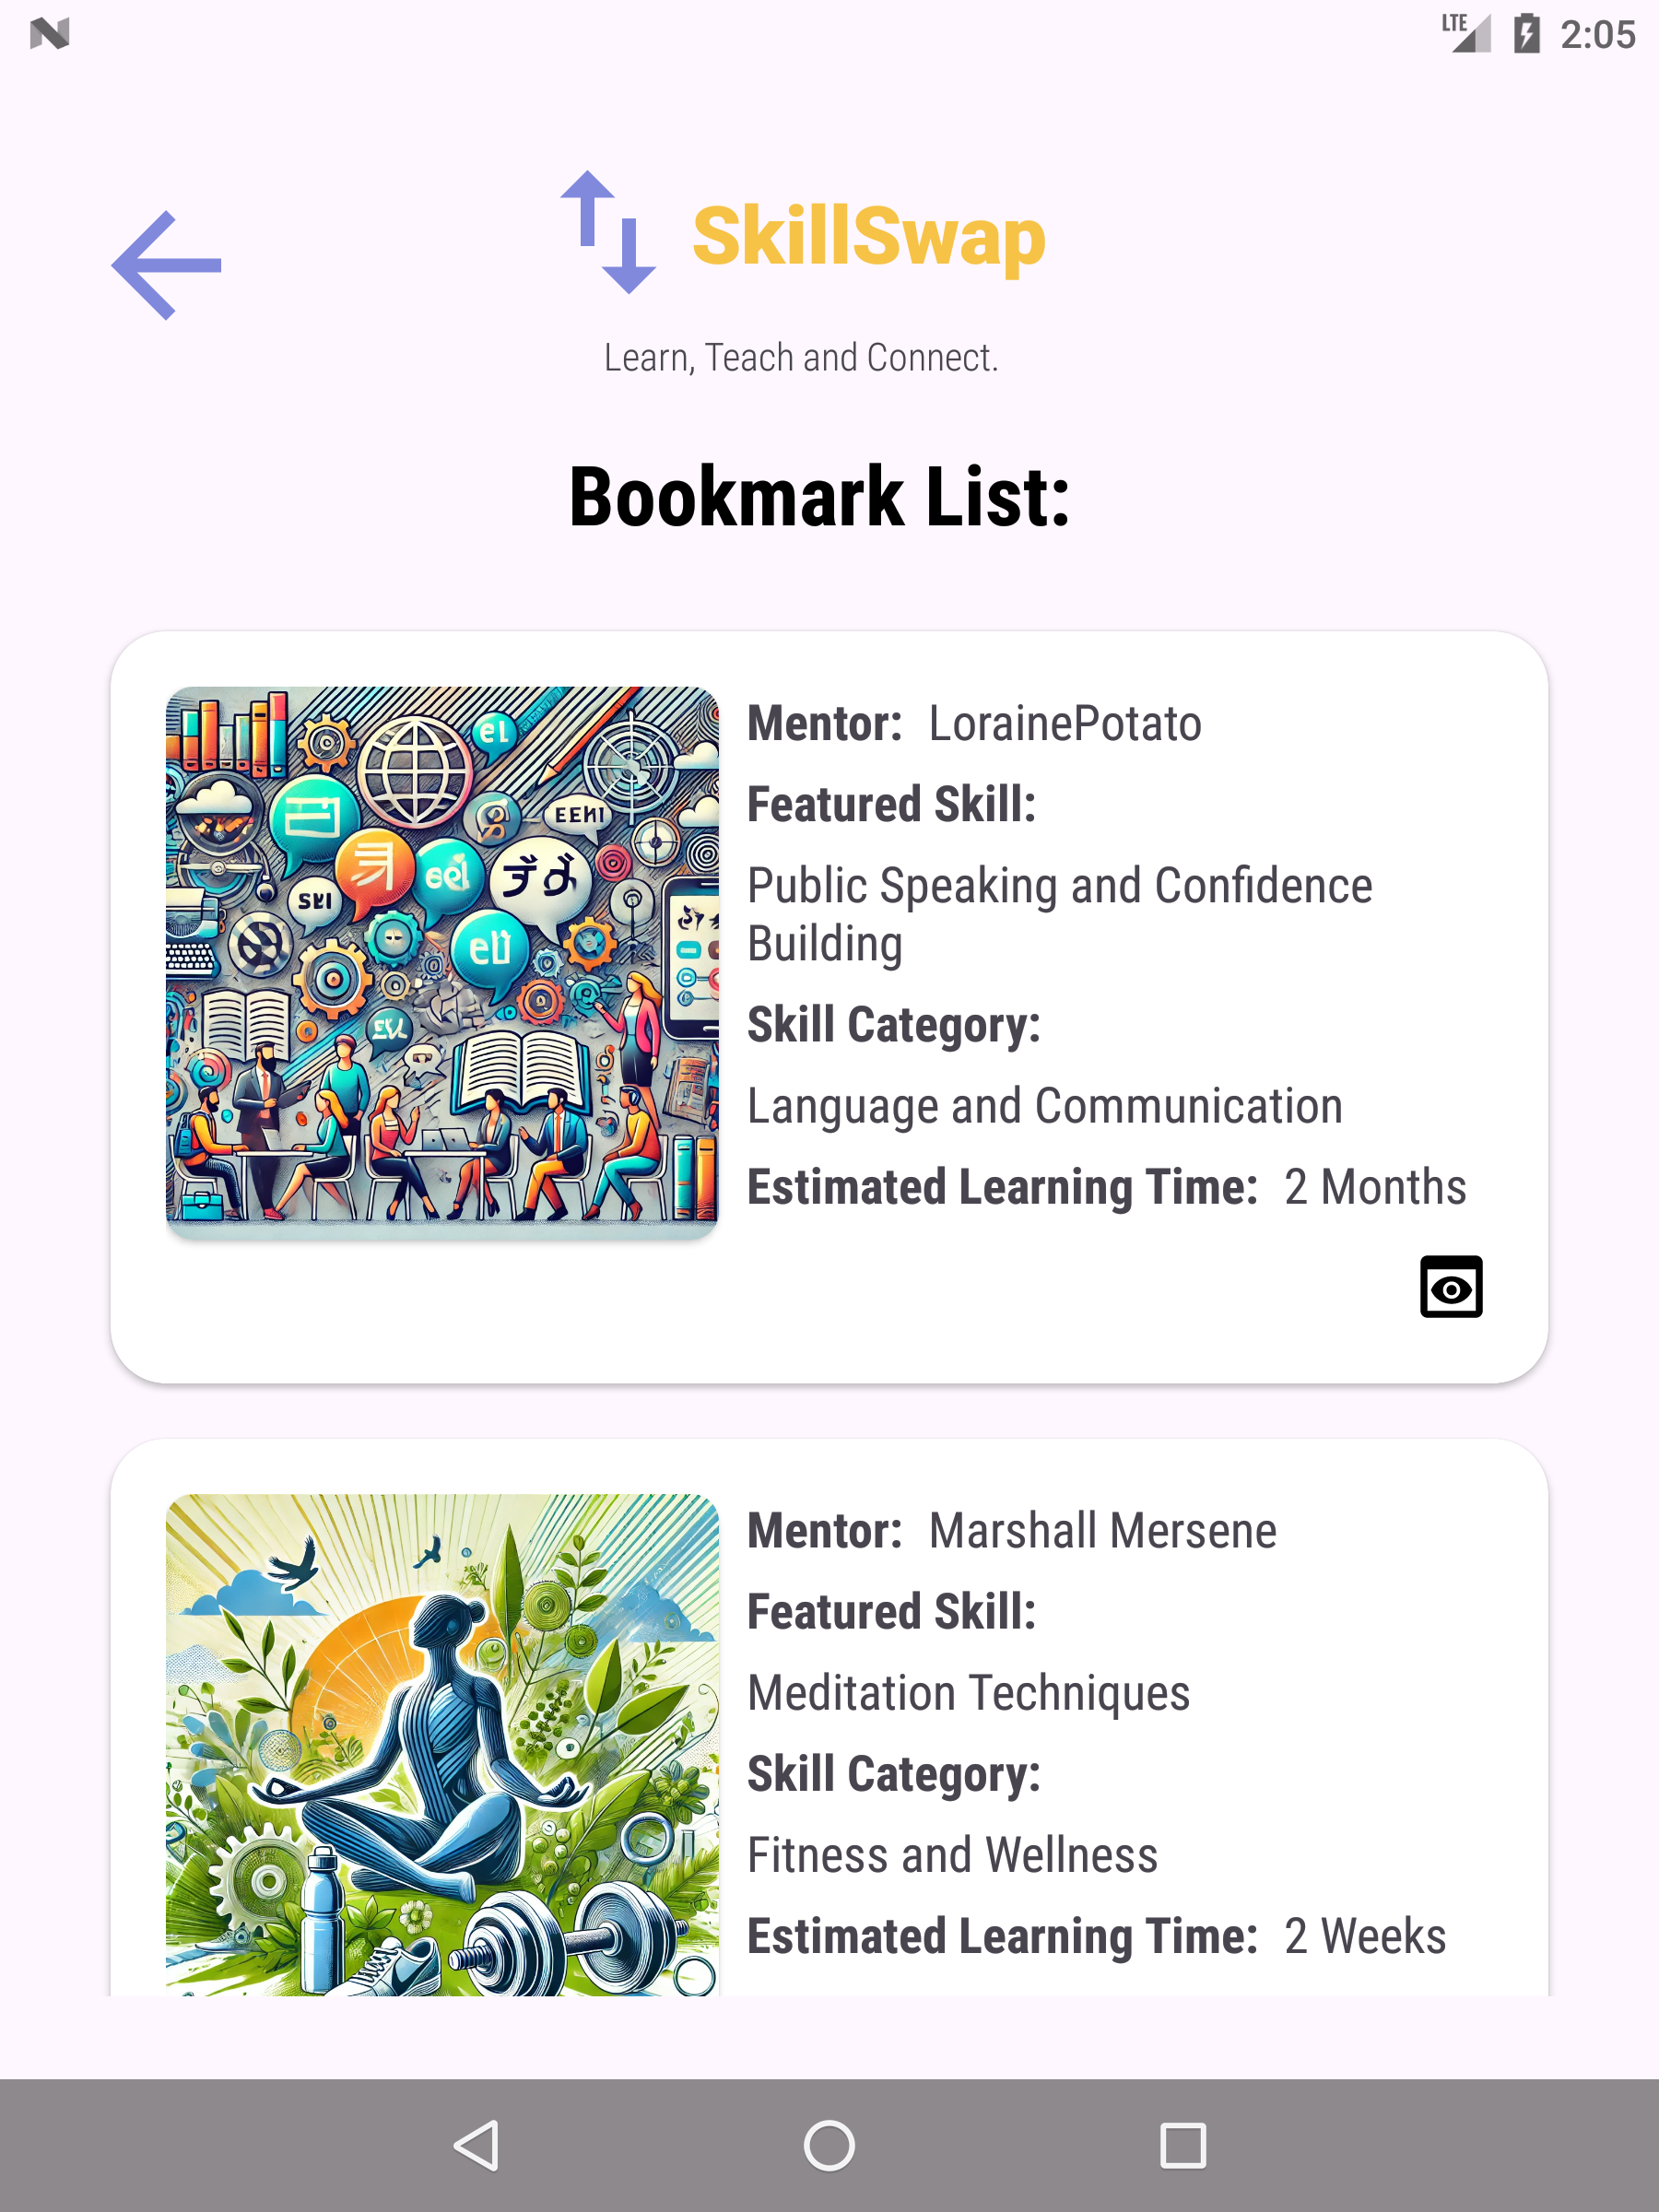 LTE 2:05
SkillSwap
Learn, Teach and Connect.
Bookmark List:
Mentor: LorainePotato
Featured Skill:
Public Speaking and Confidence
Building
Skill Category:
Language and Communication
Estimated Learning Time: 2 Months
Mentor: Marshall Mersene
Featured Skill:
Meditation Techniques
Skill Category:
Fitness and Wellness
Estimated Learning Time: 2 Weeks